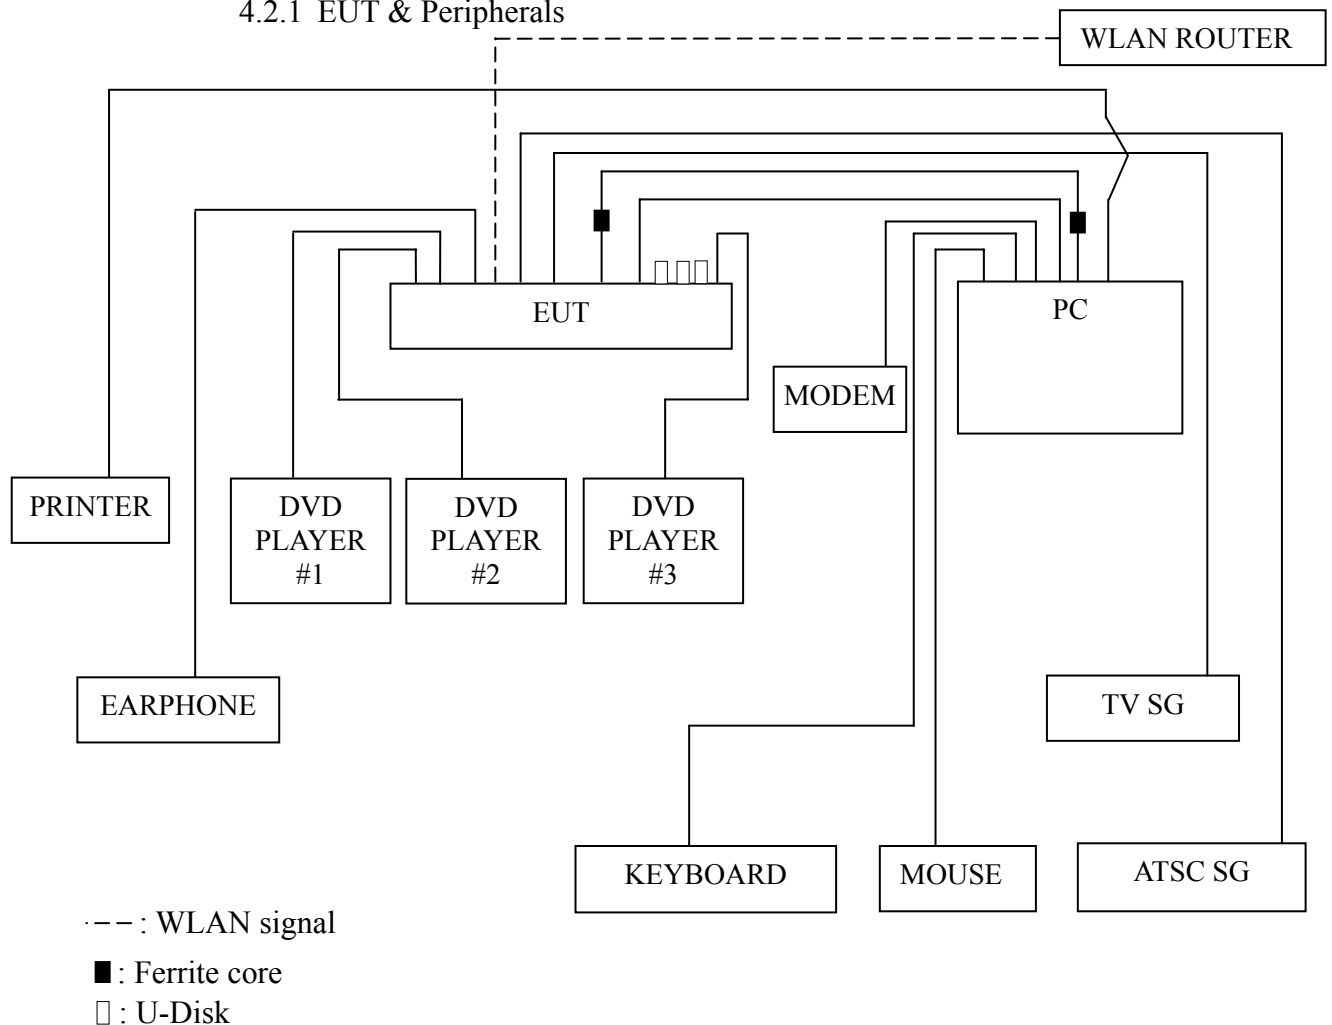 4.2.1 EUT & Peripherals
WLAN ROUTER
EUT
PC
MODEM
PRINTER
DVD
PLAYER
#1
DVD
PLAYER
#2
DVD
PLAYER
#3
EARPHONE
TV SG
KEYBOARD
MOUSE
ATSC SG
: WLAN signal
: Ferrite core
: U-Disk